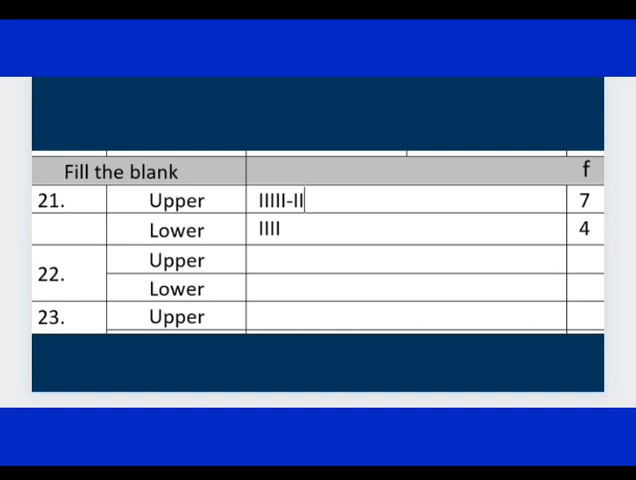 Fill the blank f
21. Upper IIIII-II 7
Lower IIII 4
22. Upper
Lower
23. Upper